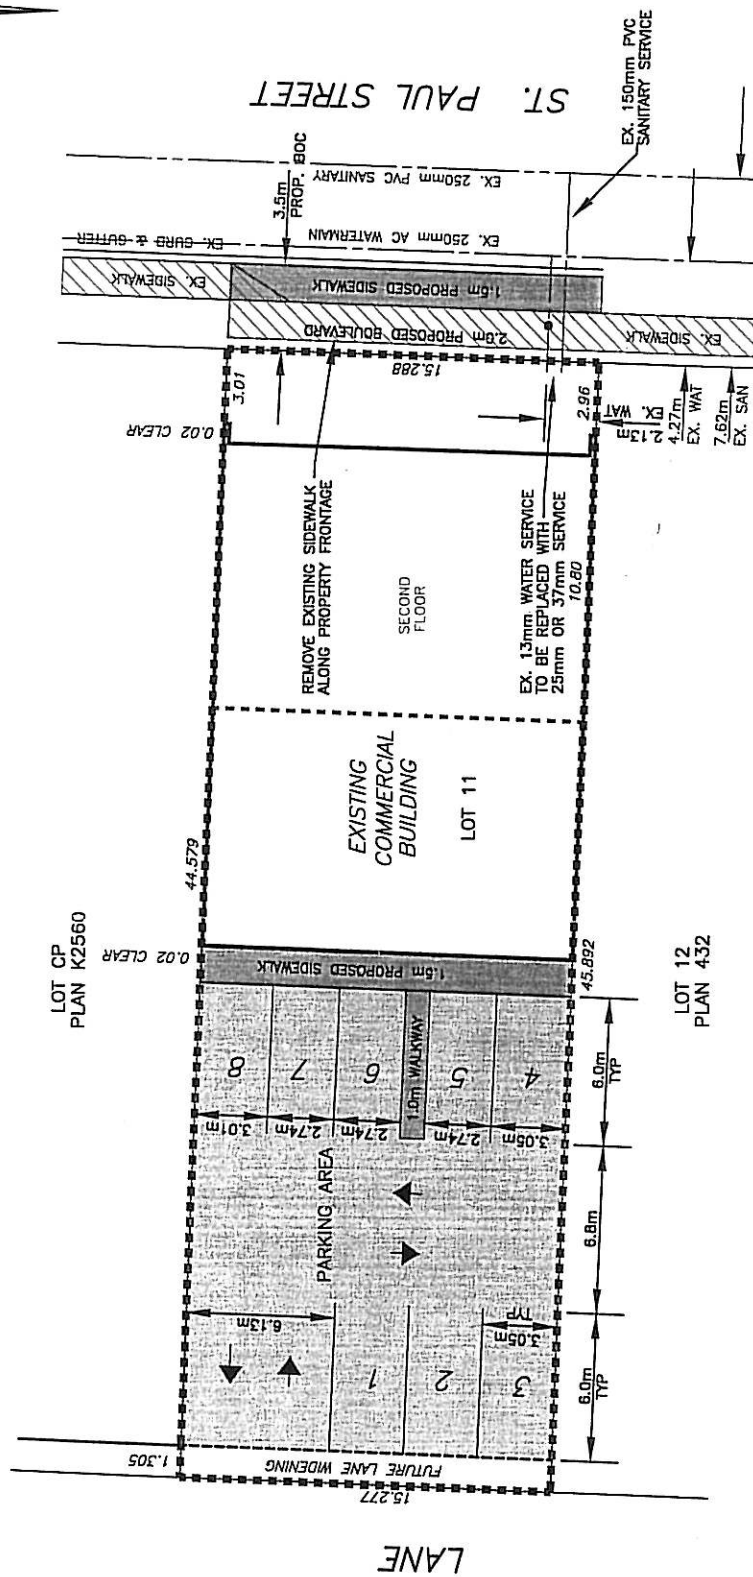 ST. PAUL STREET
EX. 150mm PVC
SANITARY SERVICE
3.5m
PROP. BOC
EX. 250mm PVC SANITARY
EX. 250mm AC WATERMAIN
EX. CURB & GUTTER
EX. SIDEWALK
1.6m PROPOSED SIDEWALK
2.0m PROPOSED BOULEVARD
EX. SIDEWALK
15.288
3.01
2.96
0.02 CLEAR
2.13m
EX. WAT
4.27m
EX. WAT
7.62m
EX. SAN
REMOVE EXISTING SIDEWALK
ALONG PROPERTY FRONTAGE
SECOND
FLOOR
EX. 13mm WATER SERVICE
TO BE REPLACED WITH
25mm OR 37mm SERVICE
10.80
EXISTING
COMMERCIAL
BUILDING
LOT 11
44.579
LOT CP
PLAN K2560
0.02 CLEAR
1.5m PROPOSED SIDEWALK
45.892
LOT 12
PLAN 432
8
7
6
1.0m WALKWAY
5
4
3.01m
2.74m
2.74m
2.74m
3.05m
6.0m
TYP
PARKING AREA
6.8m
6.13m
1
2
3
3.05m
TYP
6.0m
TYP
FUTURE LANE WIDENING
1.305
15.277
LANE